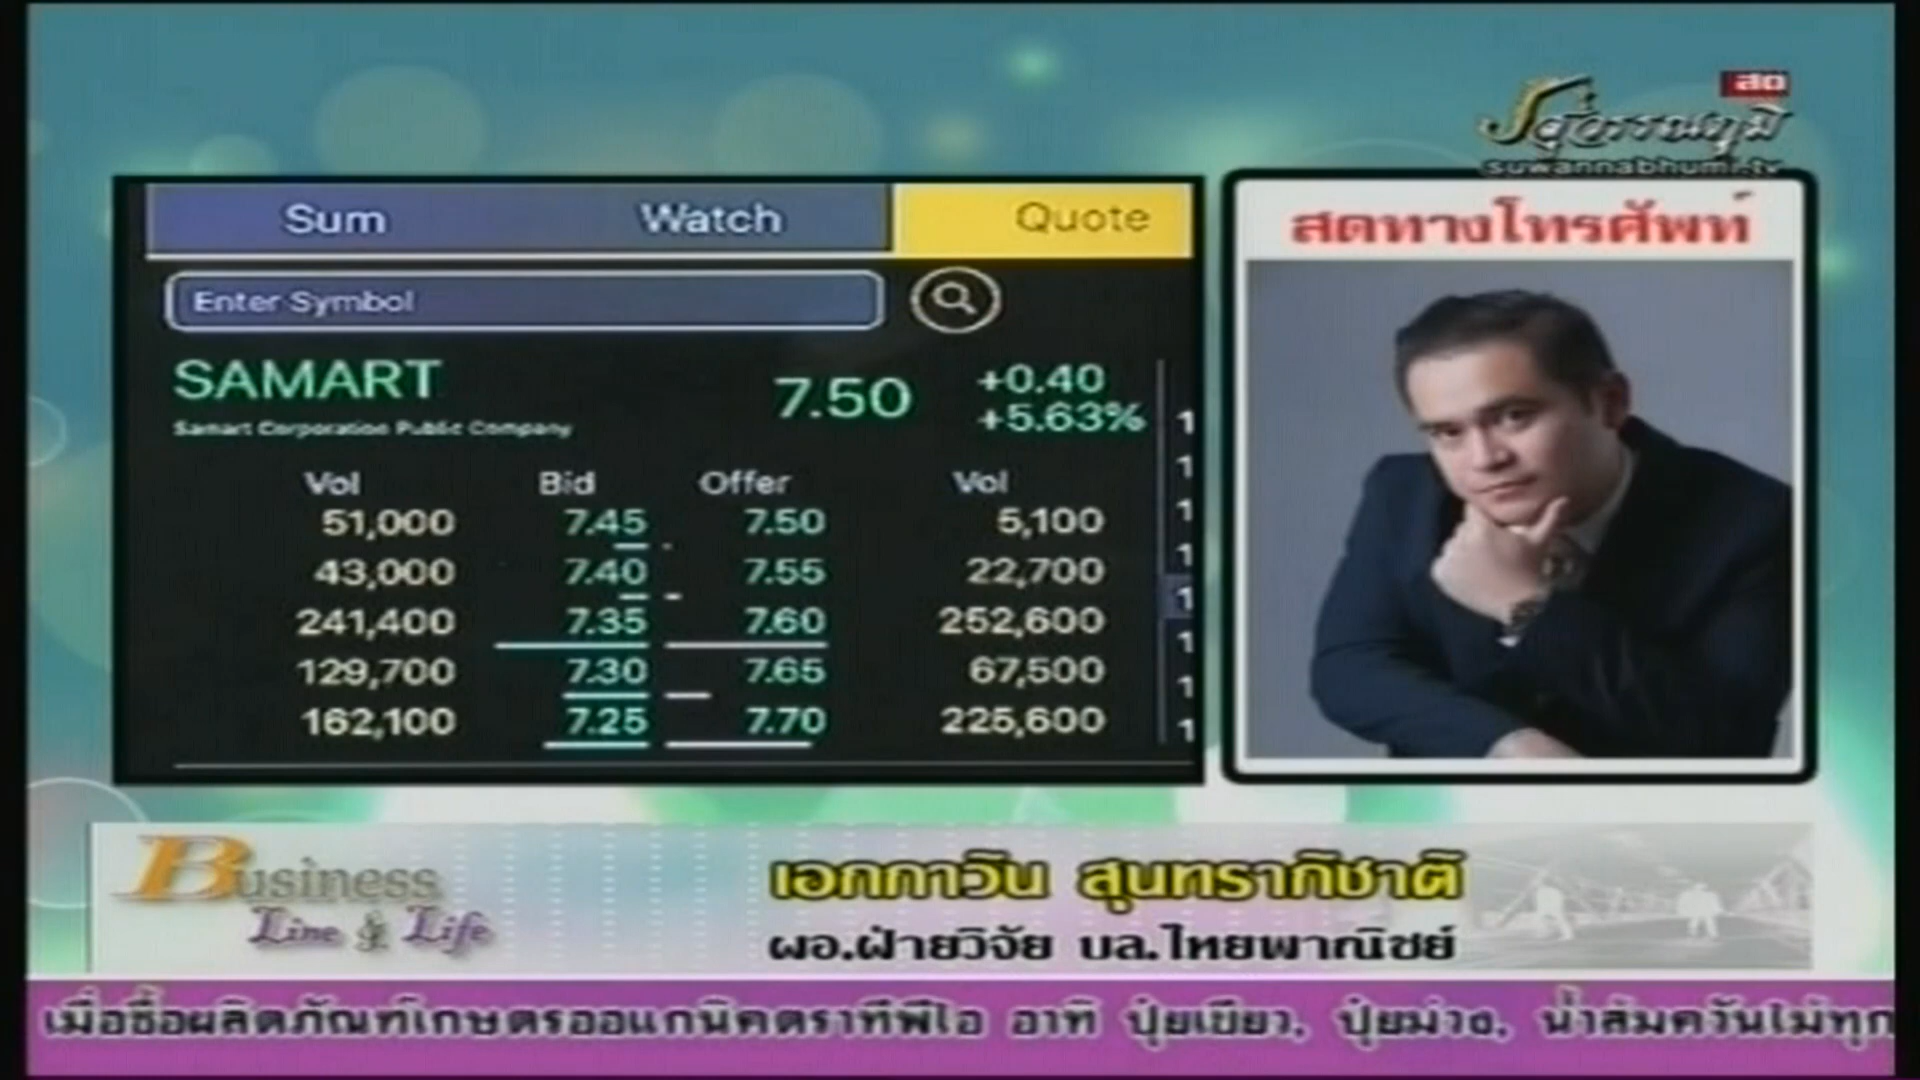 สด
สุวรรณภูมิ
suwannabhumi.tv
Sum Watch Quote
สดทางโทรศัพท์
Enter Symbol
SAMART 7.50 +0.40
+5.63%
Samart Corporation Public Company
Vol Bid Offer Vol
51,000 7.45 7.50 5,100
43,000 7.40 7.55 22,700
241,400 7.35 7.60 252,600
129,700 7.30 7.65 67,500
162,100 7.25 7.70 225,600
Business
Line & Life
เอกภาวิน สุนทราภิชาติ
ผอ.ฝ่ายวิจัย บล.ไทยพาณิชย์
เมื่อซื้อผลิตภัณฑ์เกษตรออแกนิคตราทีพีไอ อาทิ ปุ๋ยเขียว, ปุ๋ยม่วง, น้ำส้มควันไม้ทุก